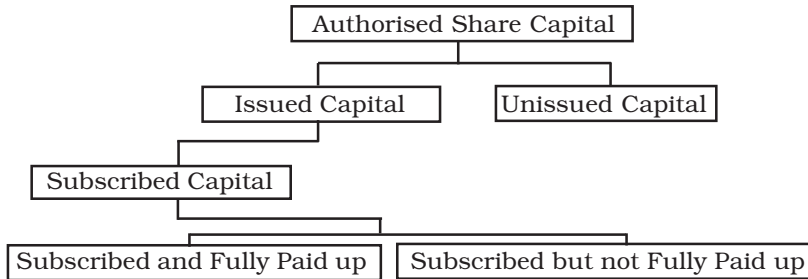 Authorised Share Capital
Issued Capital
Unissued Capital
Subscribed Capital
Subscribed and Fully Paid up
Subscribed but not Fully Paid up